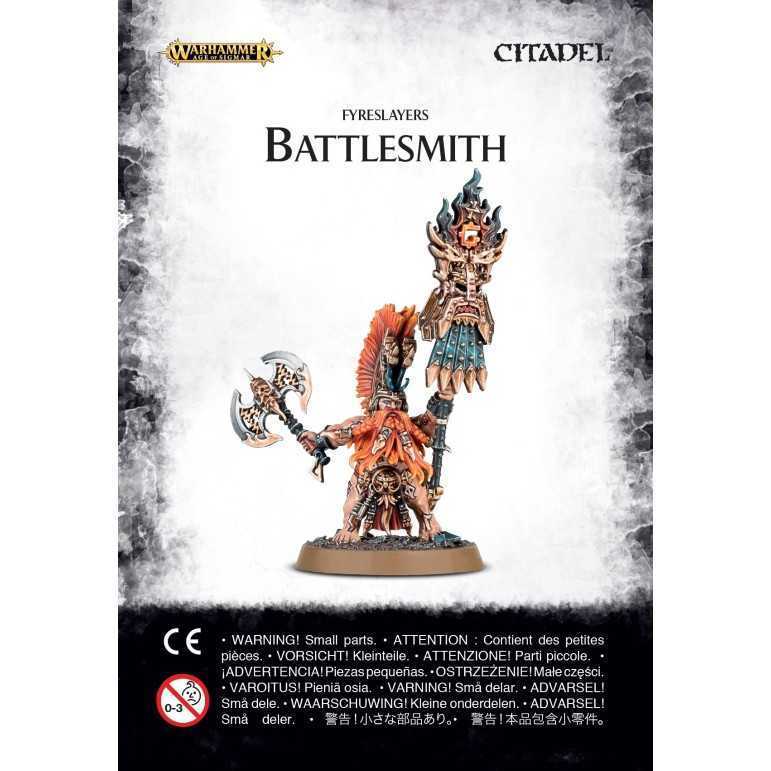 WARHAMMER
AGE OF SIGMAR
CITADEL
FYRESLAYERS
BATTLESMITH
G
CE
• WARNING! Small parts. • ATTENTION : Contient des petites
pièces. • VORSICHT! Kleinteile. • ATTENZIONE! Parti piccole. •
¡ADVERTENCIA! Piezas pequeñas. • OSTRZEŻENIE! Małe części.
• VAROITUS! Pieniä osia. • VARNING! Små delar. • ADVARSEL!
Små dele. • WAARSCHUWING! Kleine onderdelen. • ADVARSEL!
Små deler. • 警告!小さな部品あり。• 警告!本品包含小零件。
0-3